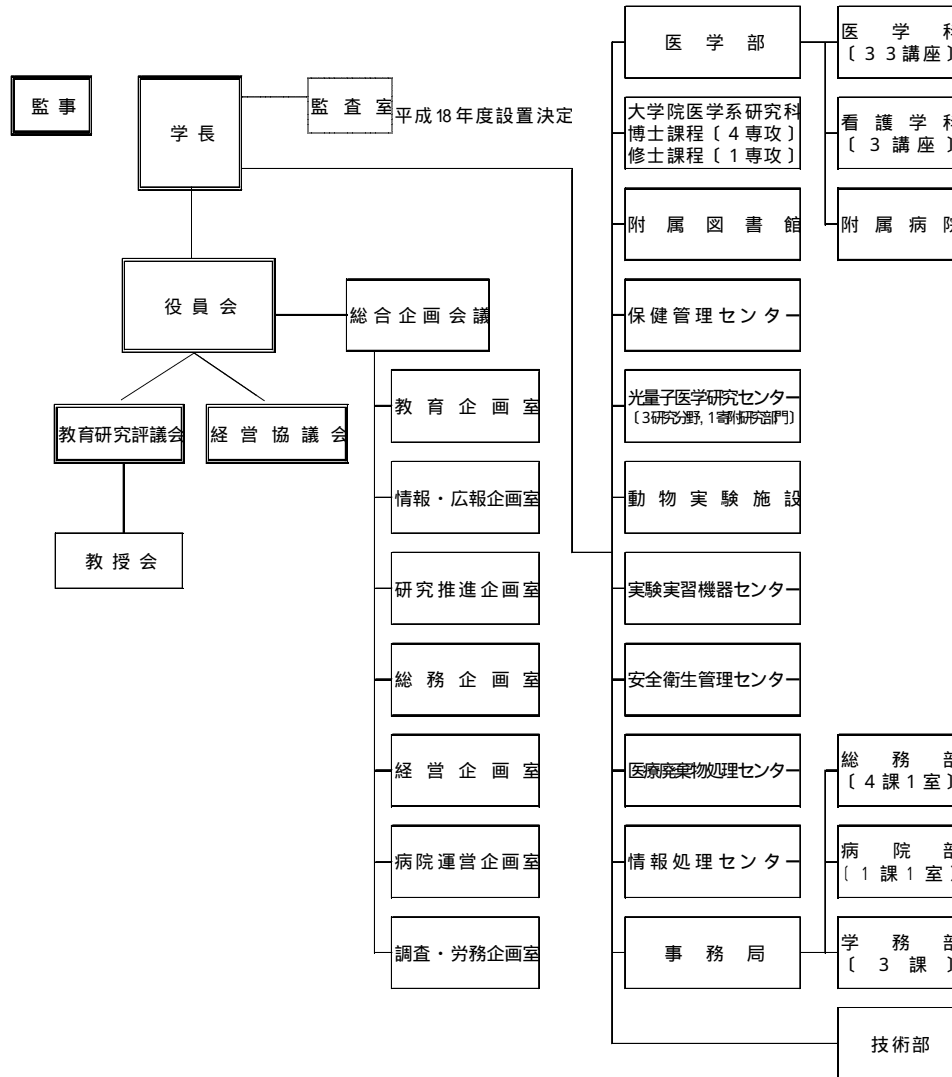 監事
学長
監査室
平成18年度設置決定
役員会
総合企画会議
教育研究評議会
経営協議会
教授会
教育企画室
情報・広報企画室
研究推進企画室
総務企画室
経営企画室
病院運営企画室
調査・労務企画室
医学部
大学院医学系研究科
博士課程〔4専攻〕
修士課程〔1専攻〕
附属図書館
保健管理センター
光量子医学研究センター
〔3研究分野,1寄附研究部門〕
動物実験施設
実験実習機器センター
安全衛生管理センター
医療廃棄物処理センター
情報処理センター
事務局
医学科
〔33講座〕
看護学科
〔3講座〕
附属病院
総務部
〔4課1室〕
病院部
〔1課1室〕
学務部
〔3課〕
技術部